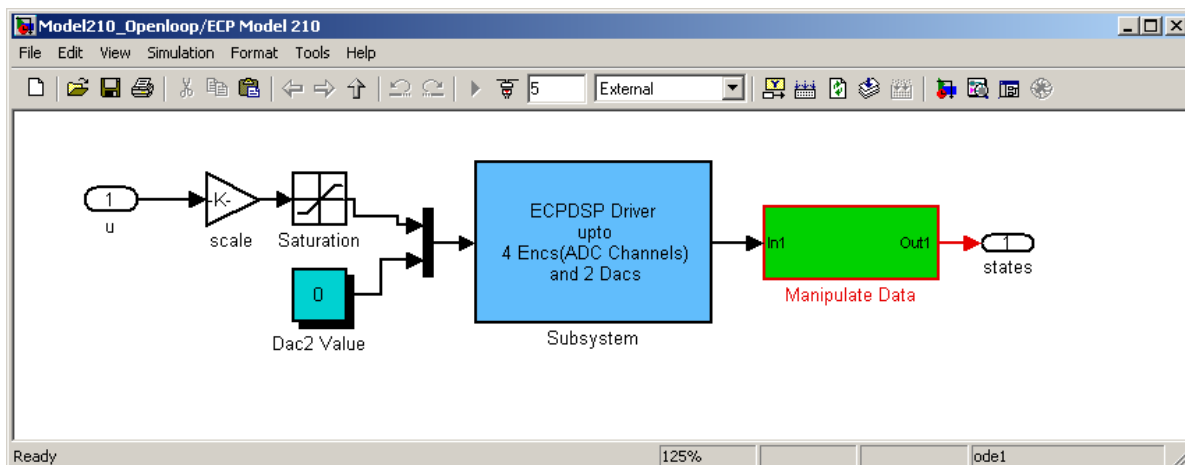 Model210_Openloop/ECP Model 210
File Edit View Simulation Format Tools Help
5 External
1
u
-K-
scale
Saturation
0
Dac2 Value
ECPDSP Driver
upto
4 Encs(ADC Channels)
and 2 Dacs
Subsystem
In1 Out1
Manipulate Data
1
states
Ready 125% ode1